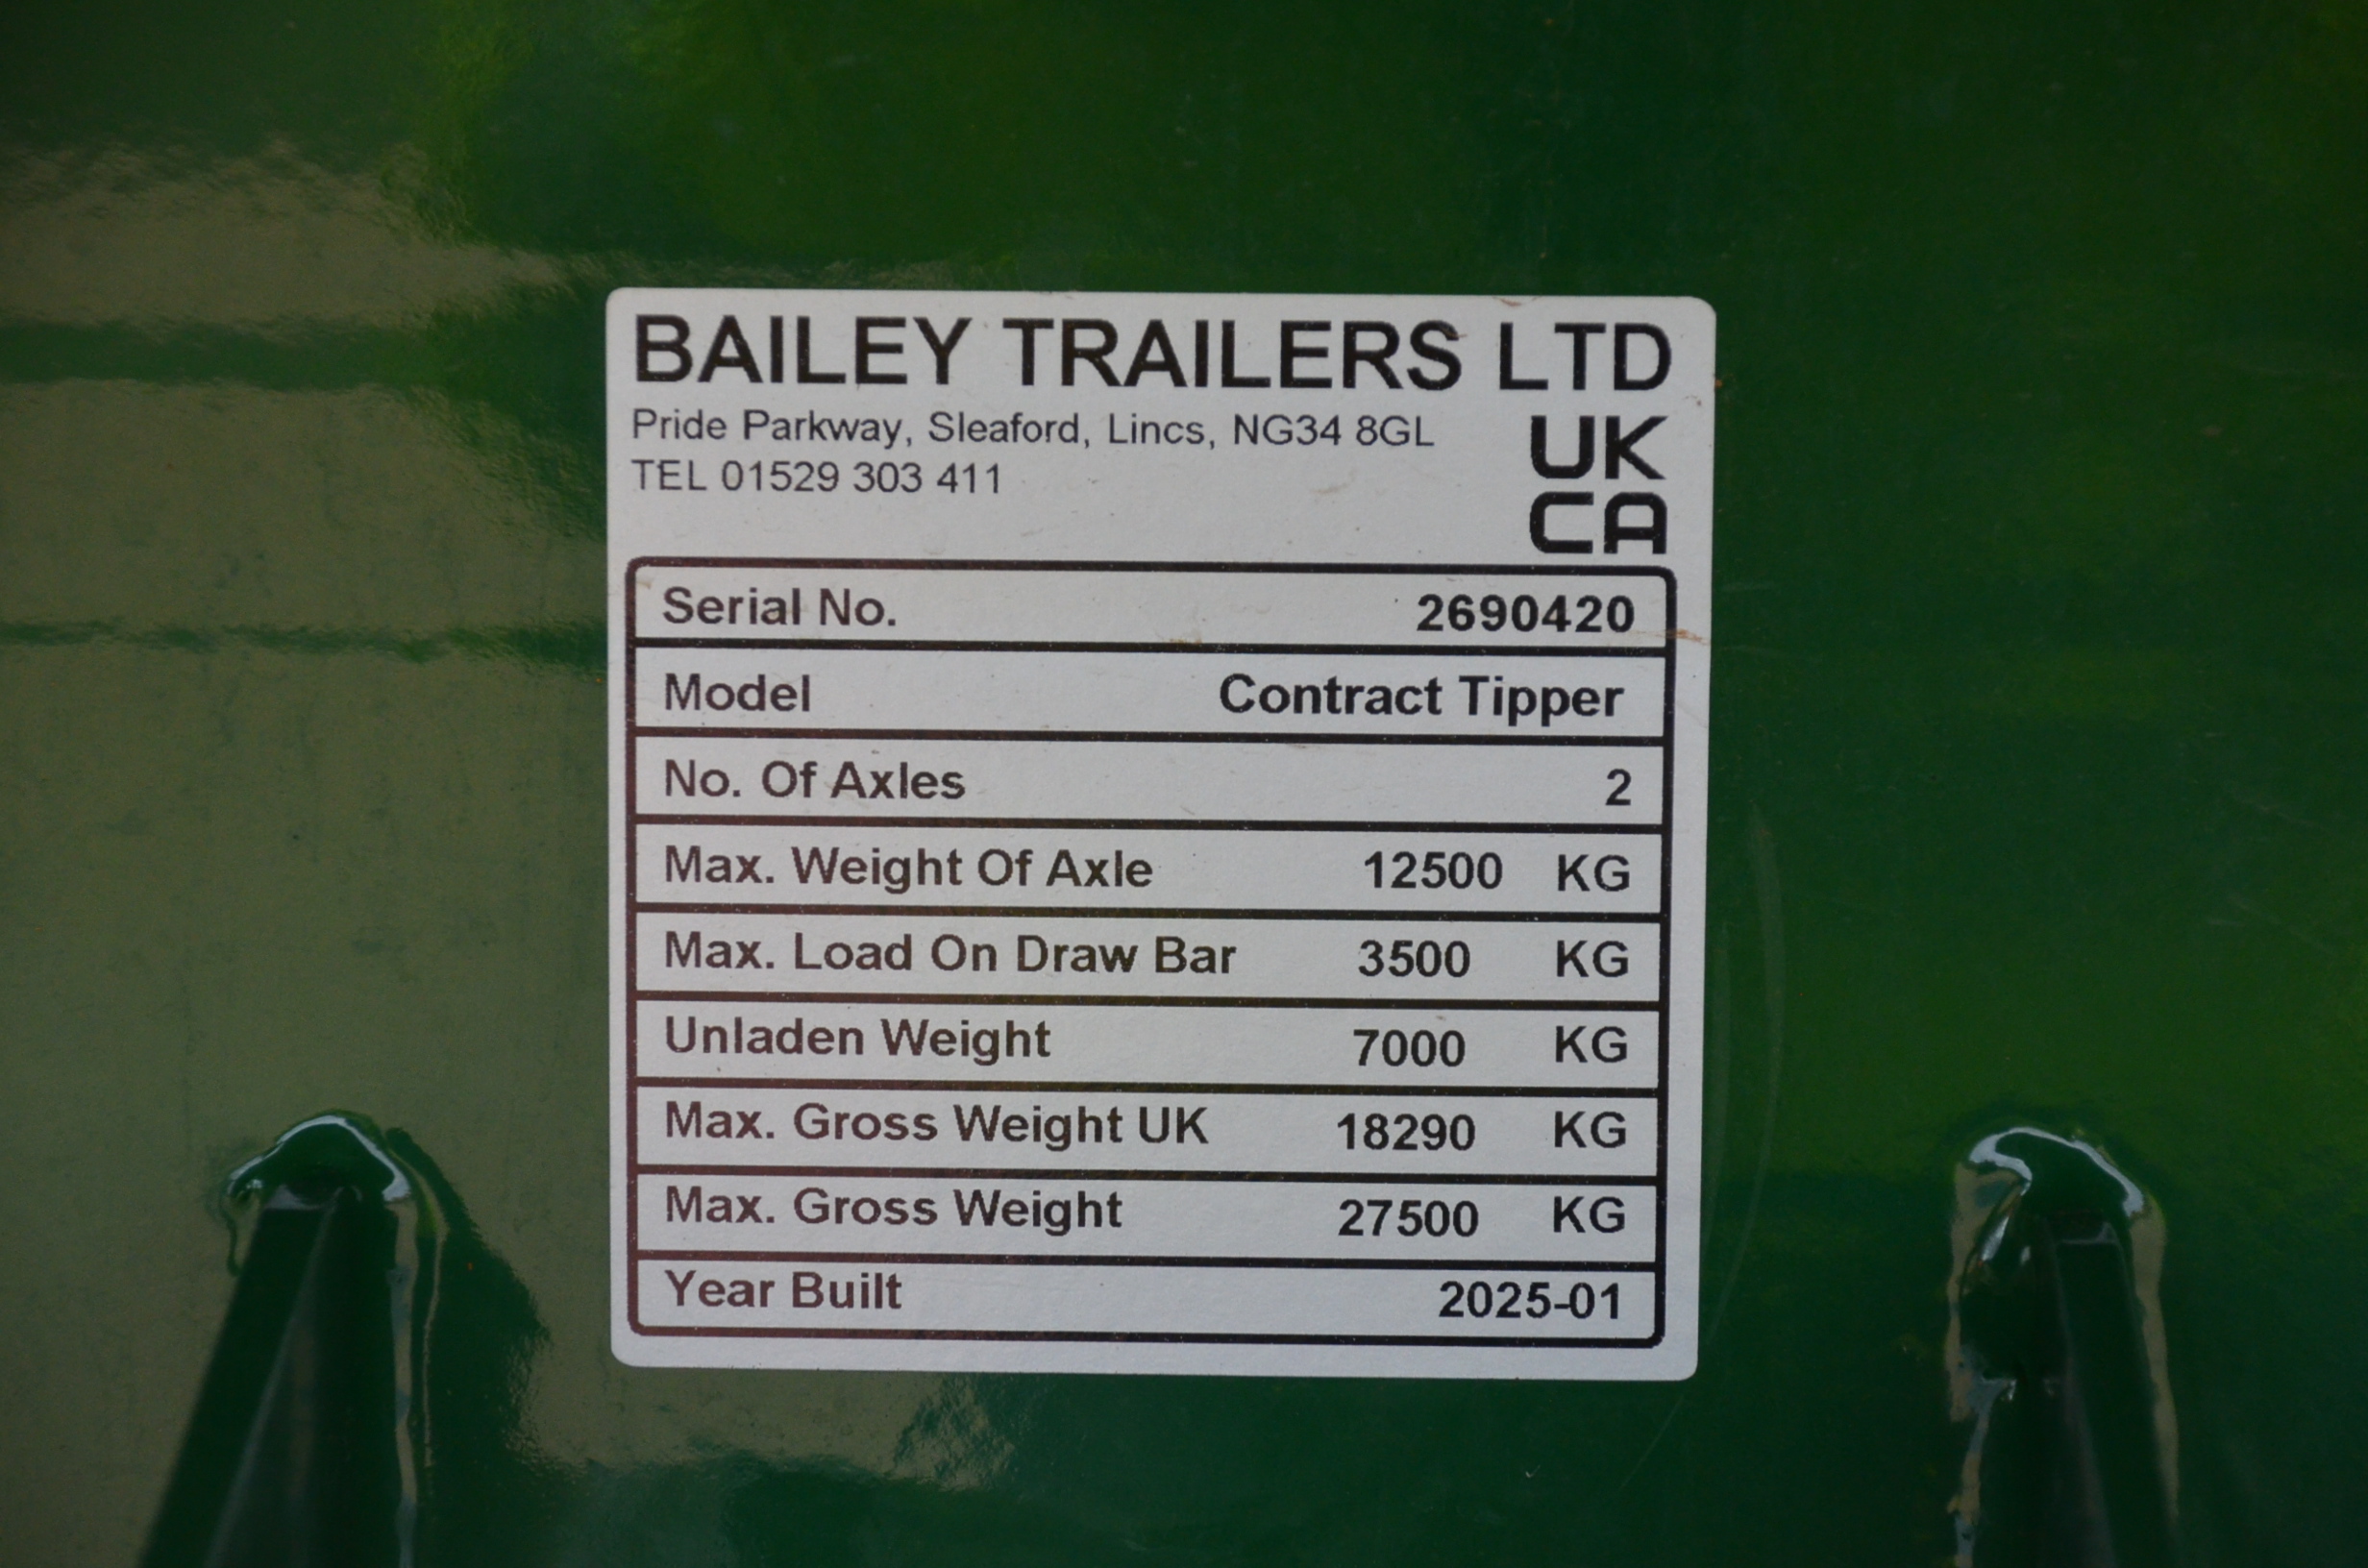 BAILEY TRAILERS LTD
Pride Parkway, Sleaford, Lincs, NG34 8GL
TEL 01529 303 411
UK
CA
Serial No. 2690420
Model Contract Tipper
No. Of Axles 2
Max. Weight Of Axle 12500 KG
Max. Load On Draw Bar 3500 KG
Unladen Weight 7000 KG
Max. Gross Weight UK 18290 KG
Max. Gross Weight 27500 KG
Year Built 2025-01